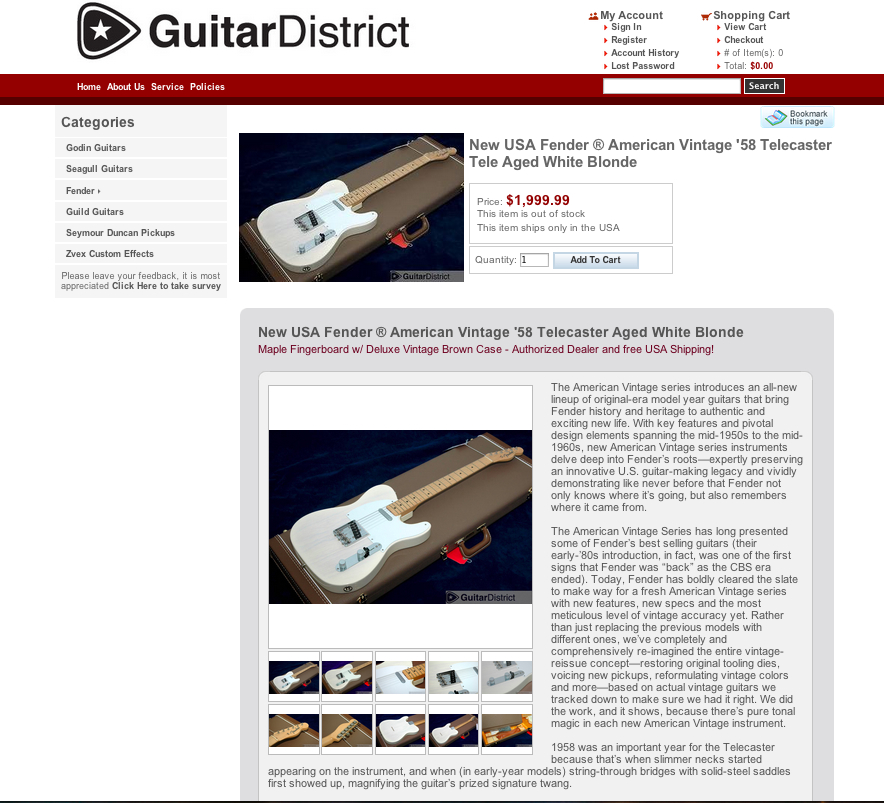 GuitarDistrict
My Account
Sign In
Register
Account History
Lost Password
Shopping Cart
View Cart
Checkout
# of Item(s): 0
Total: $0.00
Home About Us Service Policies
Search
Bookmark
this page
Categories
Godin Guitars
Seagull Guitars
Fender
Guild Guitars
Seymour Duncan Pickups
Zvex Custom Effects
Please leave your feedback, it is most
appreciated Click Here to take survey
GuitarDistrict
New USA Fender ® American Vintage '58 Telecaster
Tele Aged White Blonde
Price: $1,999.99
This item is out of stock
This item ships only in the USA
Quantity: 1 Add To Cart
New USA Fender ® American Vintage '58 Telecaster Aged White Blonde
Maple Fingerboard w/ Deluxe Vintage Brown Case - Authorized Dealer and free USA Shipping!
GuitarDistrict
The American Vintage series introduces an all-new
lineup of original-era model year guitars that bring
Fender history and heritage to authentic and
exciting new life. With key features and pivotal
design elements spanning the mid-1950s to the mid-
1960s, new American Vintage series instruments
delve deep into Fender's roots—expertly preserving
an innovative U.S. guitar-making legacy and vividly
demonstrating like never before that Fender not
only knows where it's going, but also remembers
where it came from.
The American Vintage Series has long presented
some of Fender's best selling guitars (their
early-'80s introduction, in fact, was one of the first
signs that Fender was “back” as the CBS era
ended). Today, Fender has boldly cleared the slate
to make way for a fresh American Vintage series
with new features, new specs and the most
meticulous level of vintage accuracy yet. Rather
than just replacing the previous models with
different ones, we've completely and
comprehensively re-imagined the entire vintage-
reissue concept—restoring original tooling dies,
voicing new pickups, reformulating vintage colors
and more—based on actual vintage guitars we
tracked down to make sure we had it right. We did
the work, and it shows, because there's pure tonal
magic in each new American Vintage instrument.
1958 was an important year for the Telecaster
because that's when slimmer necks started
appearing on the instrument, and when (in early-year models) string-through bridges with solid-steel saddles
first showed up, magnifying the guitar's prized signature twang.